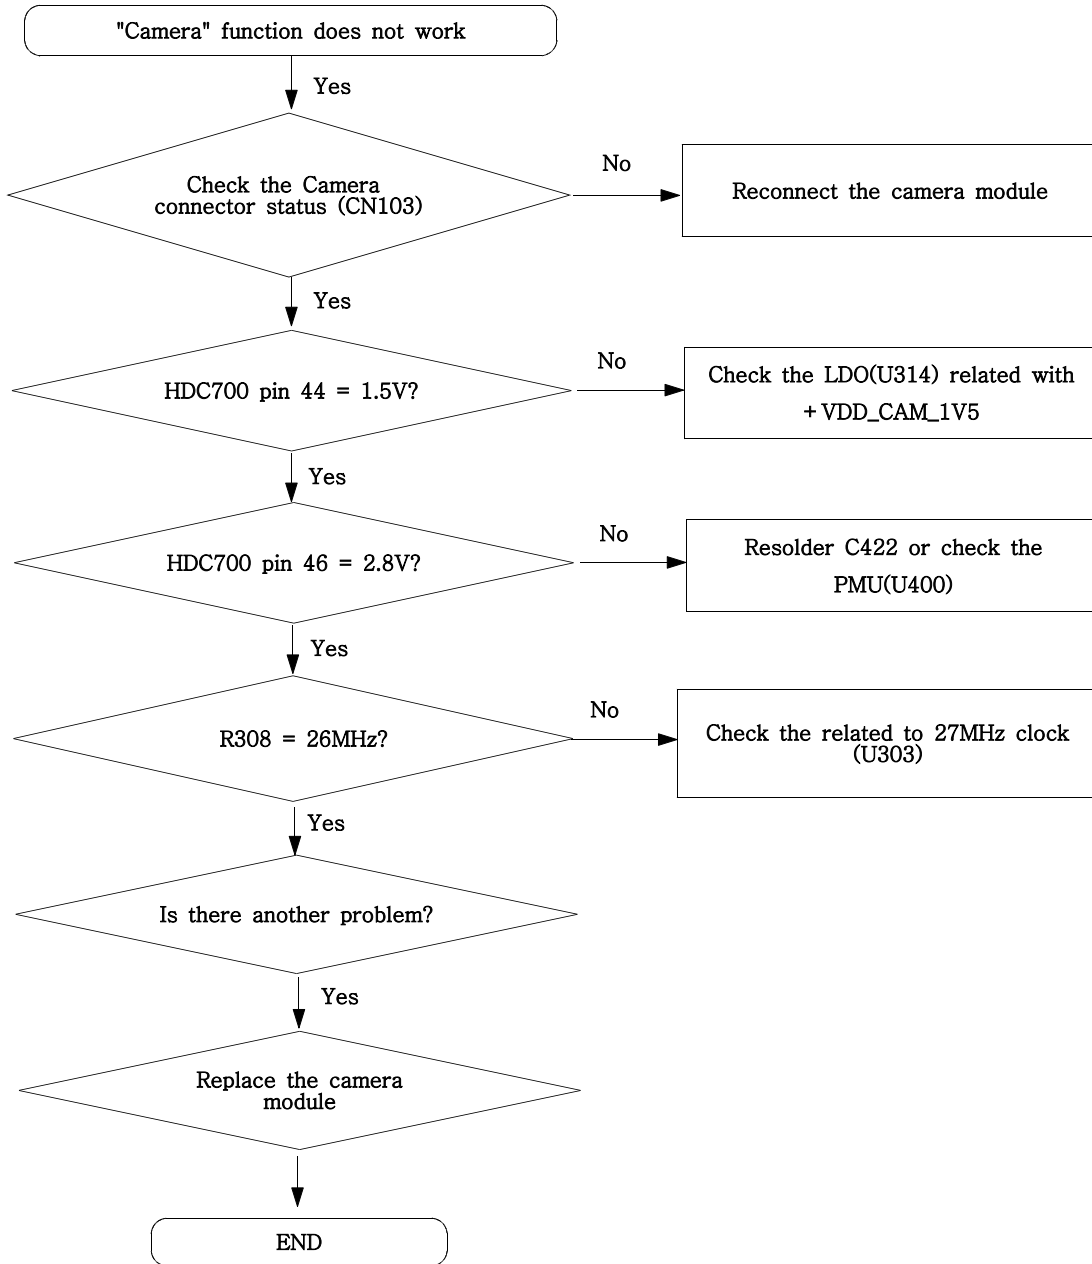 "Camera" function does not work
Yes
Check the Camera
connector status (CN103)
No
Reconnect the camera module
Yes
HDC700 pin 44 = 1.5V?
No
Check the LDO(U314) related with
+VDD_CAM_1V5
Yes
HDC700 pin 46 = 2.8V?
No
Resolder C422 or check the
PMU(U400)
Yes
R308 = 26MHz?
No
Check the related to 27MHz clock
(U303)
Yes
Is there another problem?
Yes
Replace the camera
module
END